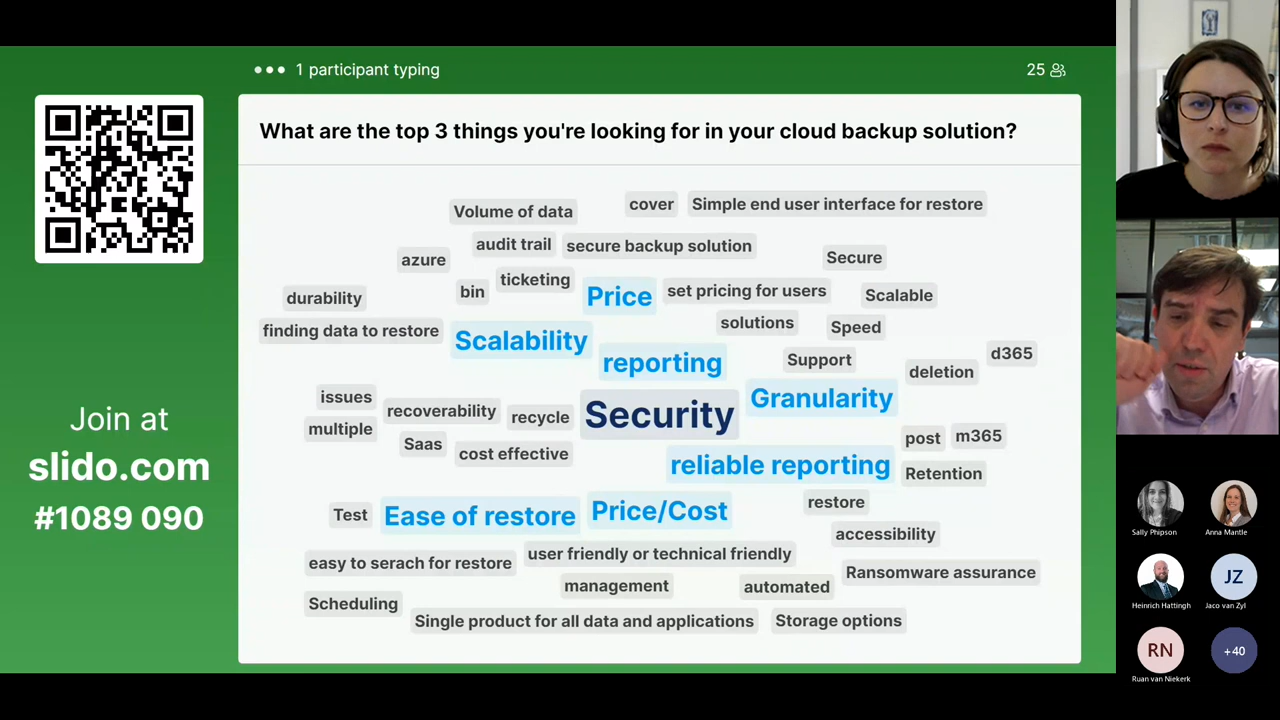 1 participant typing
25
What are the top 3 things you're looking for in your cloud backup solution?
Volume of data
cover
Simple end user interface for restore
audit trail
secure backup solution
azure
Secure
ticketing
bin
Price
set pricing for users
Scalable
durability
finding data to restore
Scalability
solutions
Speed
reporting
Support
d365
deletion
issues
recoverability
recycle
Security
Granularity
multiple
Saas
cost effective
post
m365
reliable reporting
Retention
Test
Ease of restore
Price/Cost
restore
accessibility
easy to serach for restore
user friendly or technical friendly
management
automated
Ransomware assurance
Scheduling
Single product for all data and applications
Storage options
Join at
slido.com
#1089 090
Sally Phipson
Anna Mantle
Heinrich Hattingh
JZ
Jaco van Zyl
RN
Ruan van Niekerk
+40